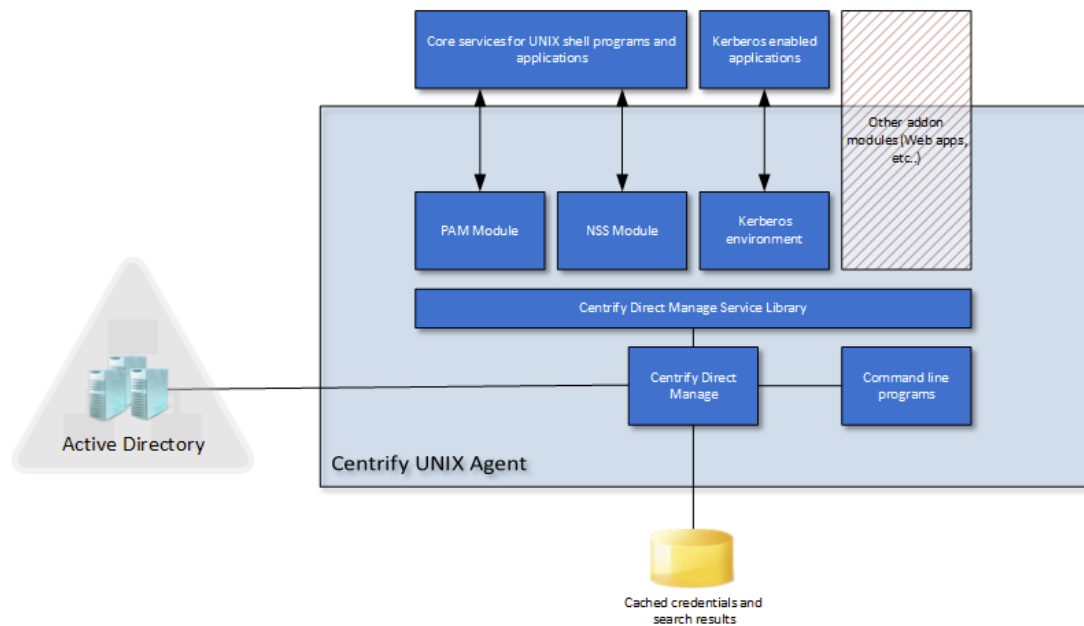 Core services for UNIX shell programs and
applications
Kerberos enabled
applications
Other addon
modules (Web apps,
etc..)
PAM Module
NSS Module
Kerberos
environment
Centrify Direct Manage Service Library
Centrify Direct
Manage
Command line
programs
Active Directory
Centrify UNIX Agent
Cached credentials and
search results